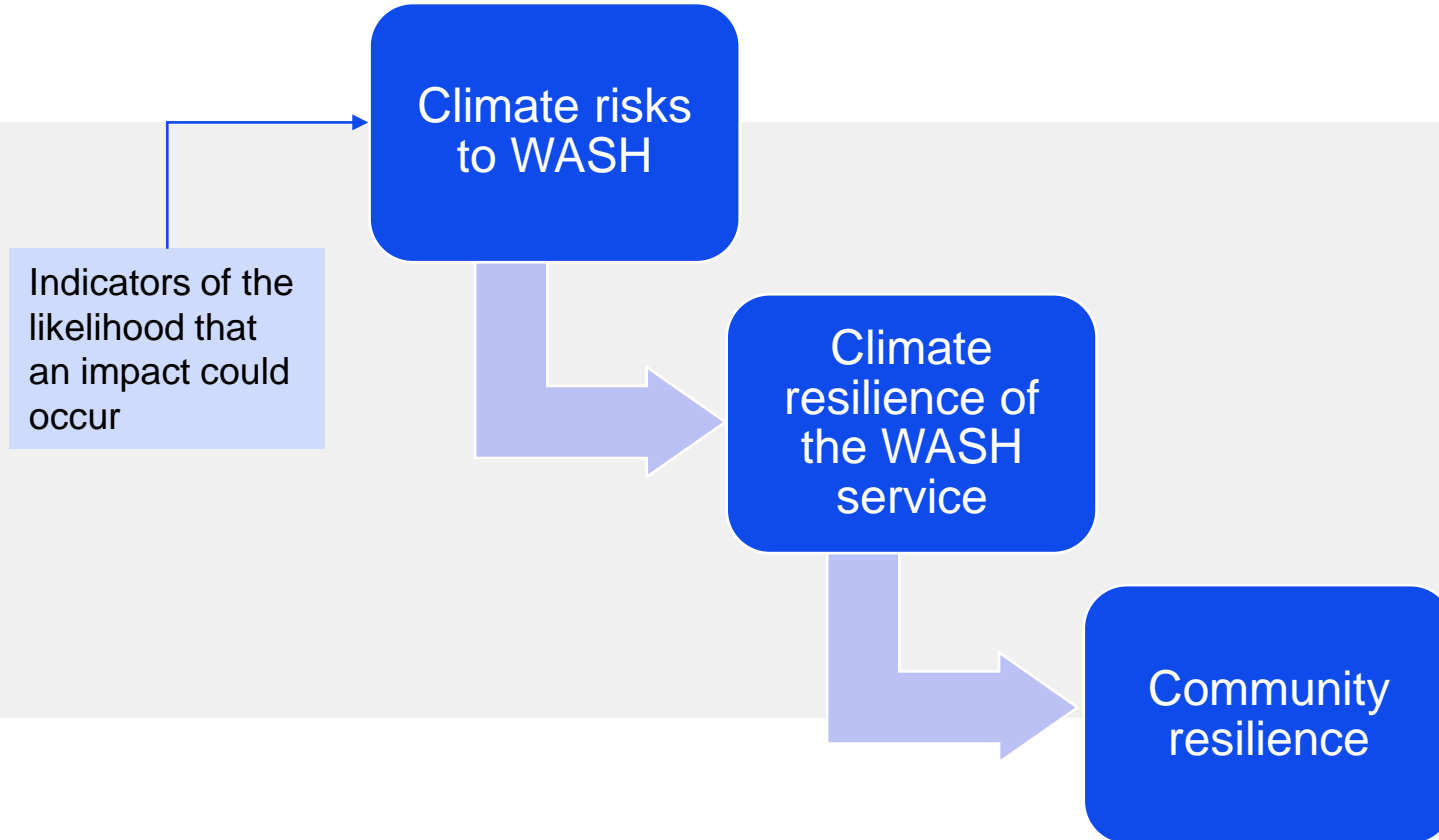 Climate risks
to WASH
Indicators of the
likelihood that
an impact could
occur
Climate
resilience of
the WASH
service
Community
resilience